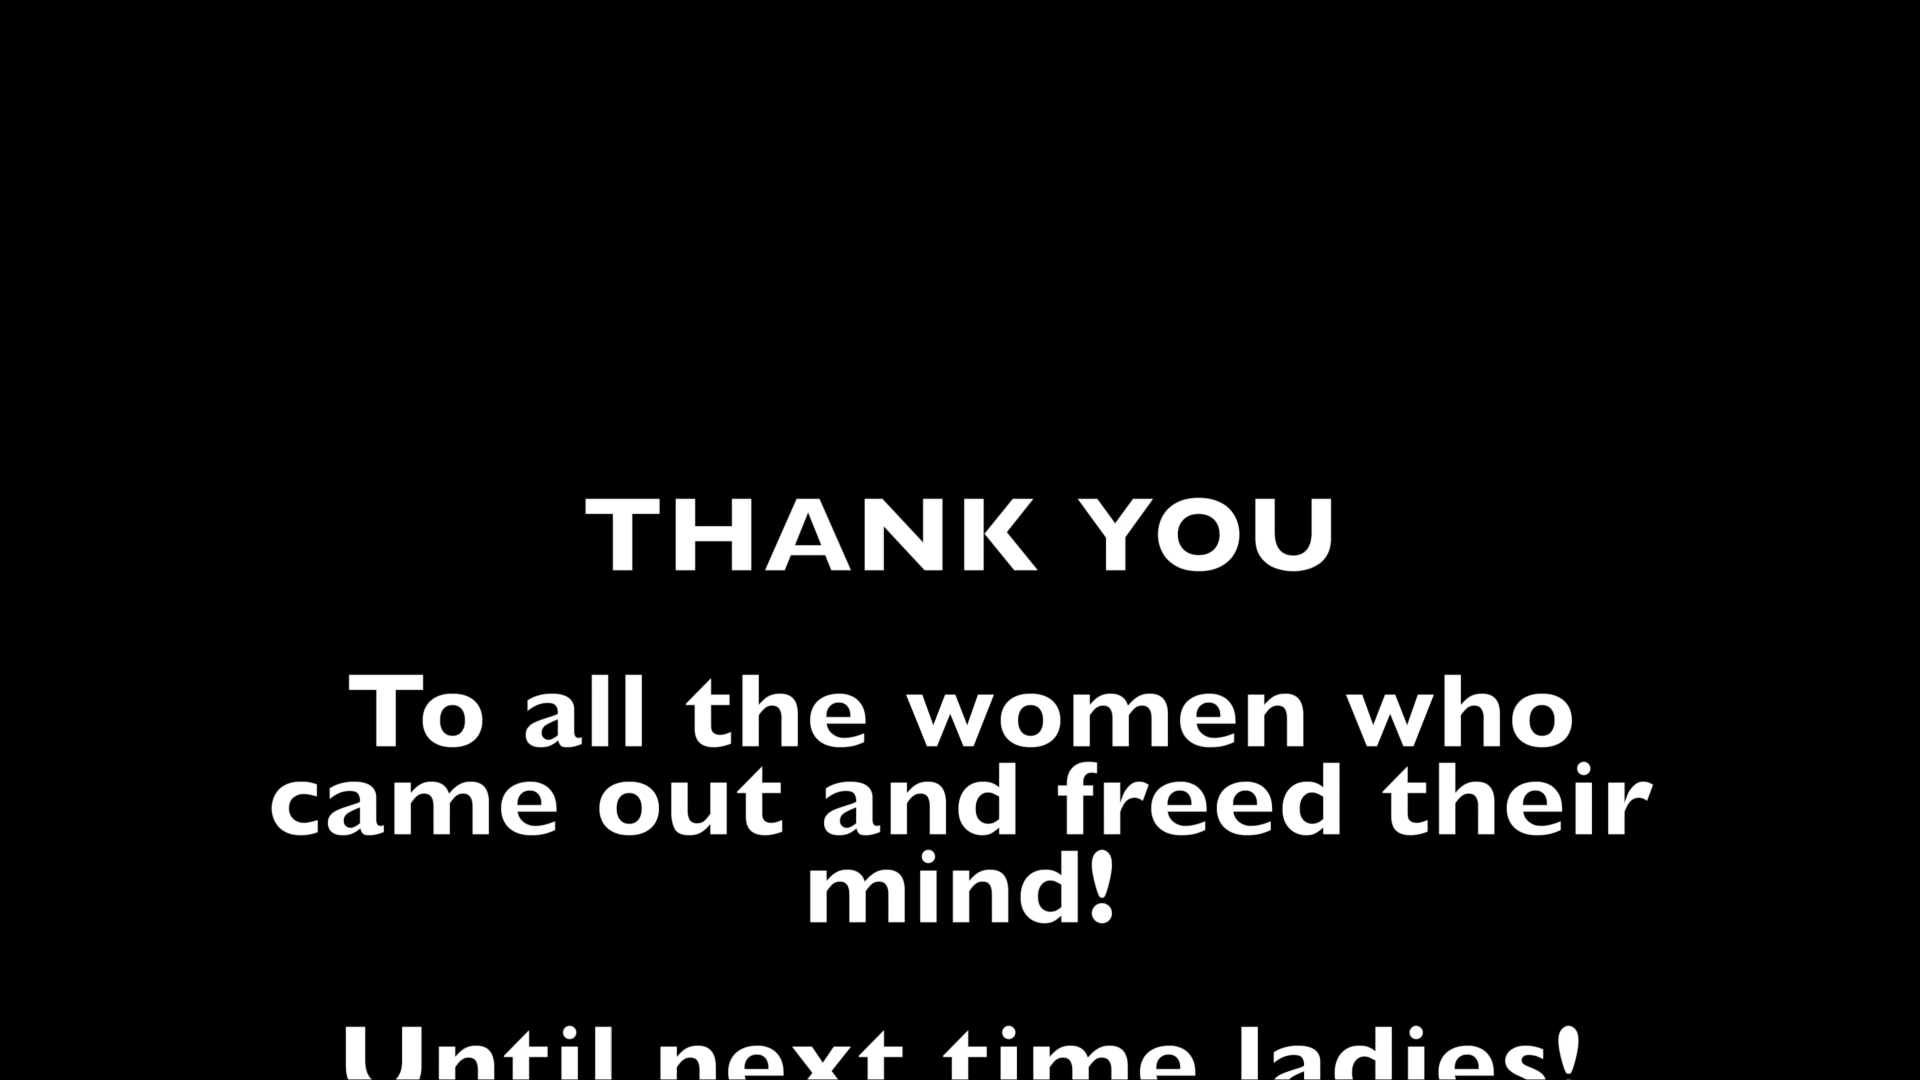 THANK YOU
To all the women who
came out and freed their
mind!
Until next time ladies!